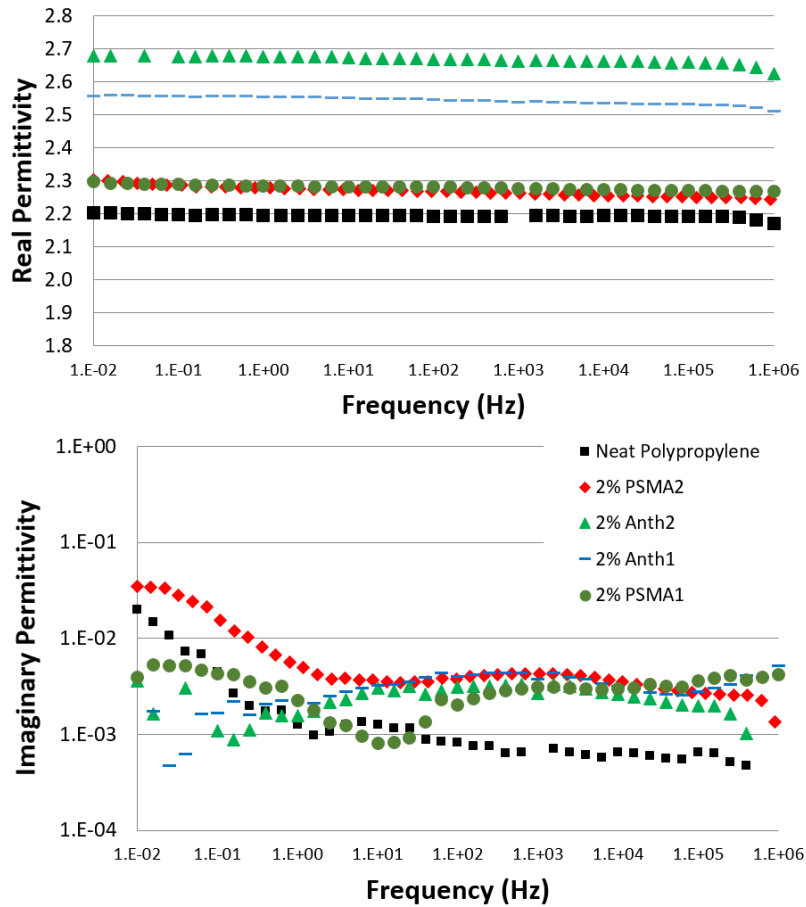 2.8
2.7
2.6
2.5
2.4
2.3
2.2
2.1
2.0
1.9
1.8
Real Permittivity
1.E-02 1.E-01 1.E+00 1.E+01 1.E+02 1.E+03 1.E+04 1.E+05 1.E+06
Frequency (Hz)
1.E+00
1.E-01
1.E-02
1.E-03
1.E-04
Imaginary Permittivity
Neat Polypropylene
2% PSMA2
2% Anth2
2% Anth1
2% PSMA1
1.E-02 1.E-01 1.E+00 1.E+01 1.E+02 1.E+03 1.E+04 1.E+05 1.E+06
Frequency (Hz)